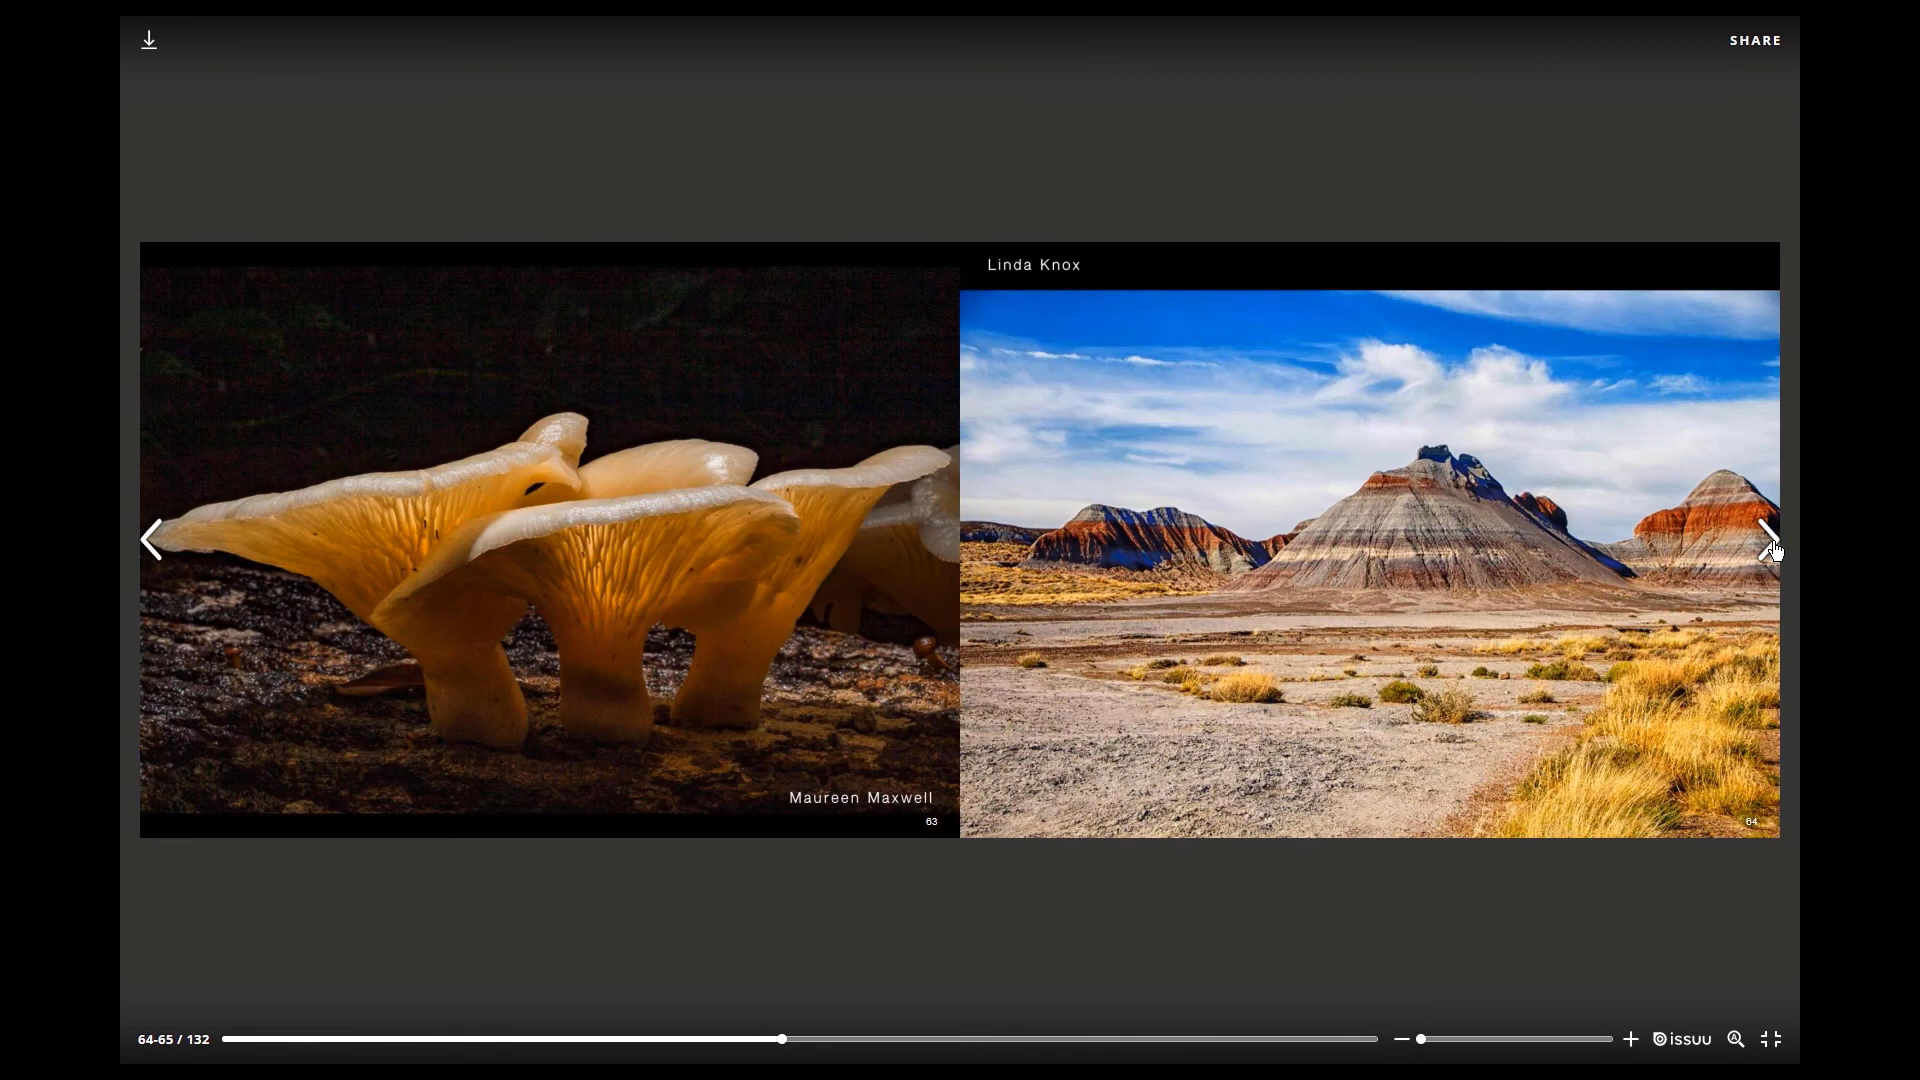 SHARE
Linda Knox
Maureen Maxwell
63
64
64-65 / 132
issuu